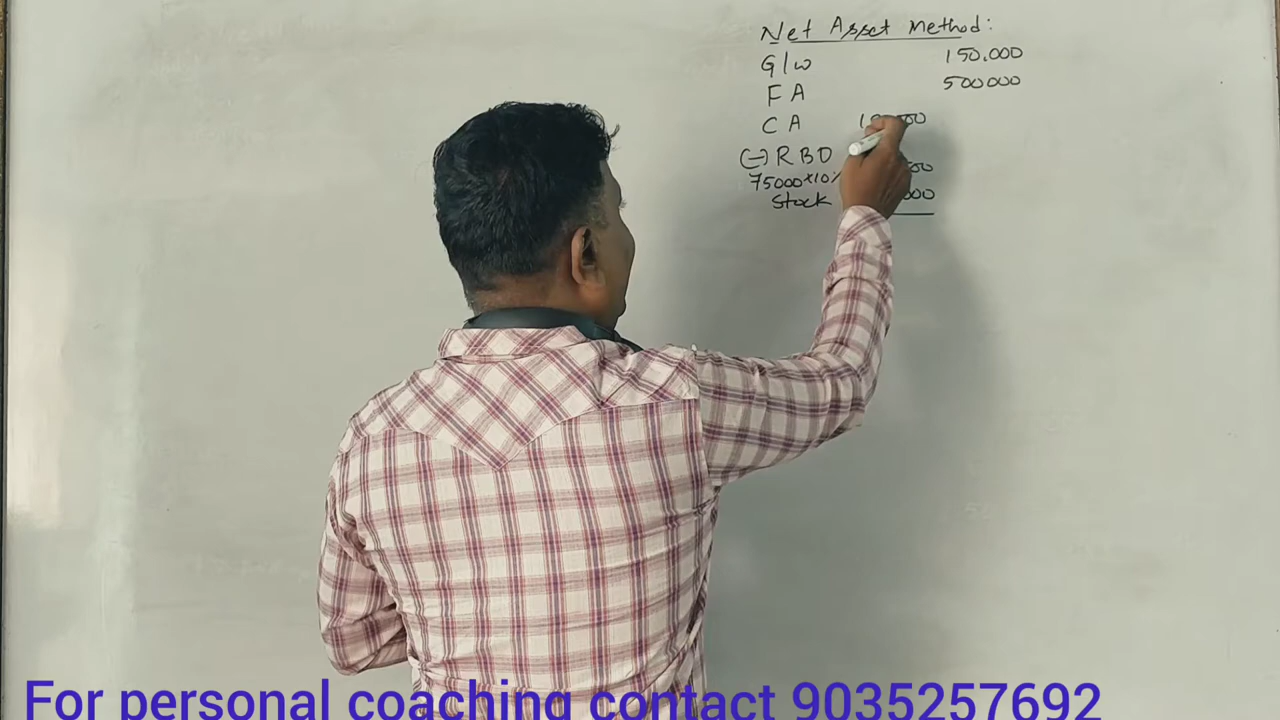 Net Asset Method:
G/w 150,000
FA 500000
CA
(-) RBD
75000×10%
Stock
For personal coaching contact 9035257692